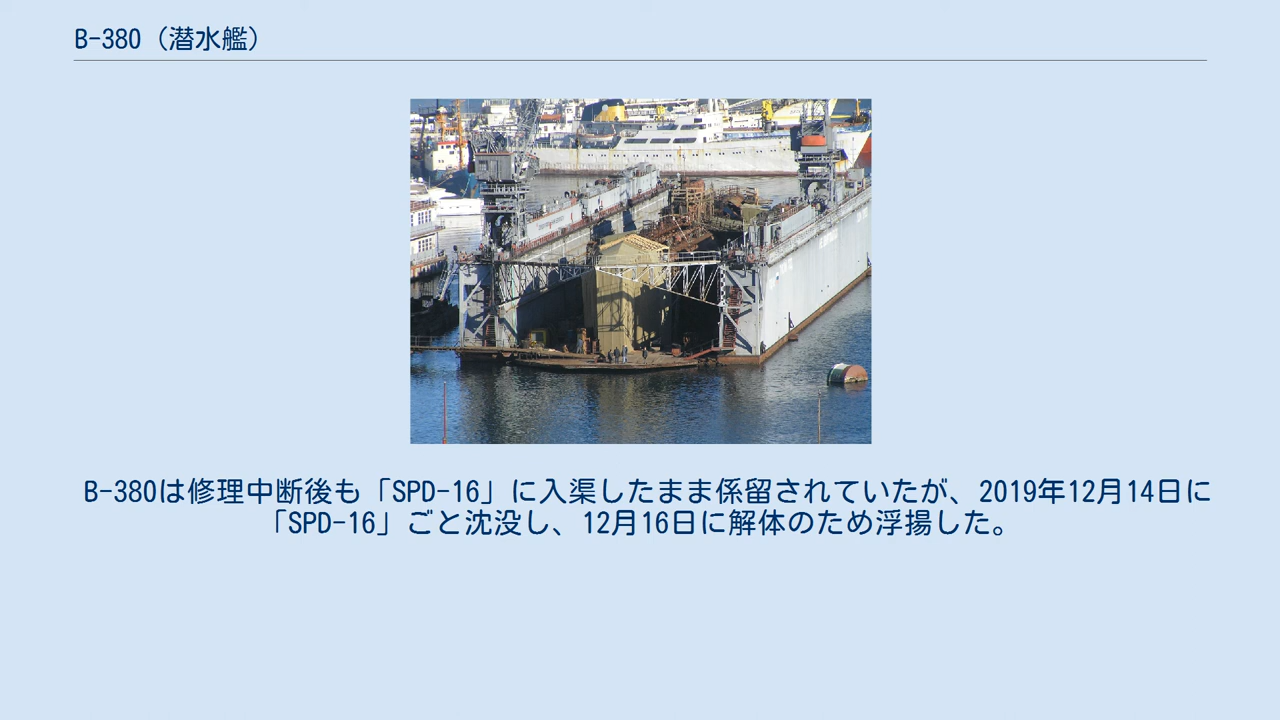 B-380（潜水艦）
B-380は修理中断後も「SPD-16」に入渠したまま係留されていたが、2019年12月14日に
「SPD-16」ごと沈没し、12月16日に解体のため浮揚した。